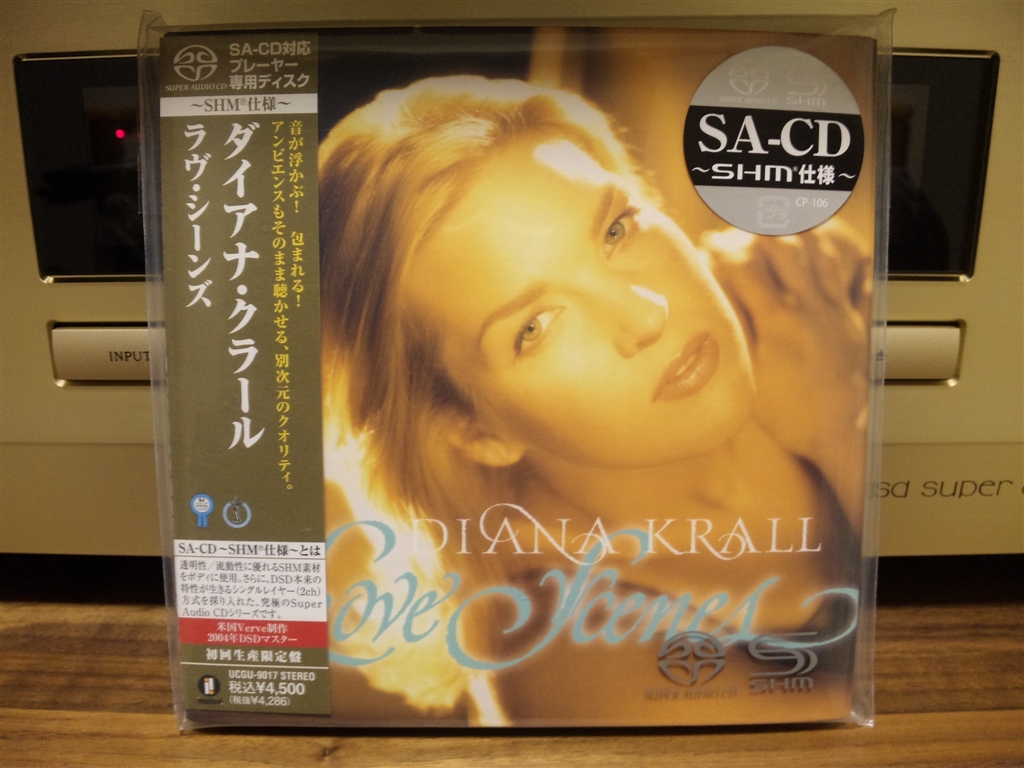 SUPER AUDIO CD
SA-CD対応
プレーヤー
専用ディスク
～SHM®仕様～
音が浮かぶ！ 包まれる！
アンビエンスもそのまま聴かせる、別次元のクオリティ。
ダイアナ・クラール
ラヴ・シーンズ
SA-CD～SHM®仕様～とは
透明性／流動性に優れるSHM素材
をボディに使用。さらに、DSD本来の
特性が生きるシングルレイヤー(2ch)
方式を採り入れた、究極のSuper
Audio CDシリーズです。
米国Verve制作
2004年DSDマスター
初回生産限定盤
UCGU-9017 STEREO
税込¥4,500
(税抜¥4,286)
SUPER AUDIO CD
SHM
SA-CD
～SHM®仕様～
CP-106
プラ
DIANA KRALL
Love Scenes
SUPER AUDIO CD
SHM
INPUT
super